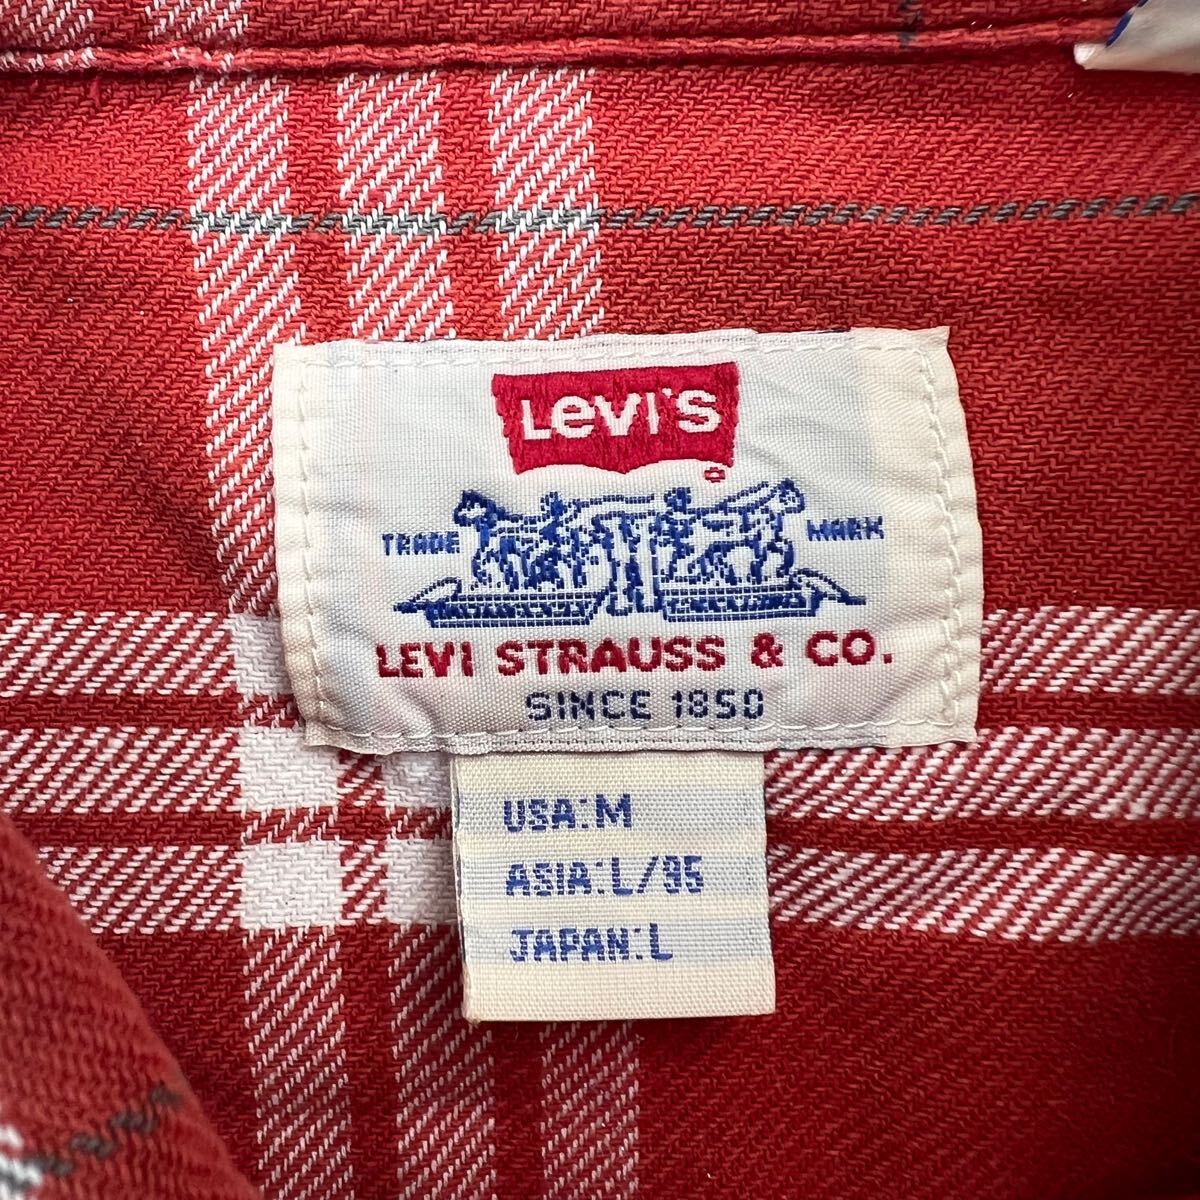 LEVI'S
®
TRADE MARK
LEVI STRAUSS & CO.
SINCE 1850
USA:M
ASIA:L/95
JAPAN:L